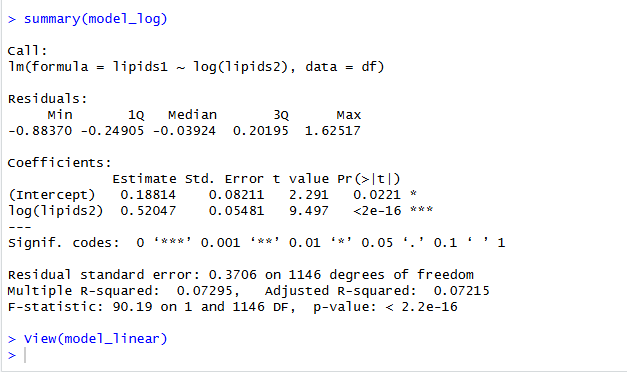 > summary(model_log)
Call:
lm(formula = lipids1 ~ log(lipids2), data = df)
Residuals:
     Min       1Q   Median       3Q      Max
-0.88370 -0.24905 -0.03924  0.20195  1.62517
Coefficients:
             Estimate Std. Error t value Pr(>|t|)
(Intercept)   0.18814    0.08211   2.291   0.0221 *
log(lipids2)  0.52047    0.05481   9.497   <2e-16 ***
---
Signif. codes:  0 ‘***’ 0.001 ‘**’ 0.01 ‘*’ 0.05 ‘.’ 0.1 ‘ ’ 1
Residual standard error: 0.3706 on 1146 degrees of freedom
Multiple R-squared:  0.07295,   Adjusted R-squared:  0.07215
F-statistic: 90.19 on 1 and 1146 DF,  p-value: < 2.2e-16
> View(model_linear)
>